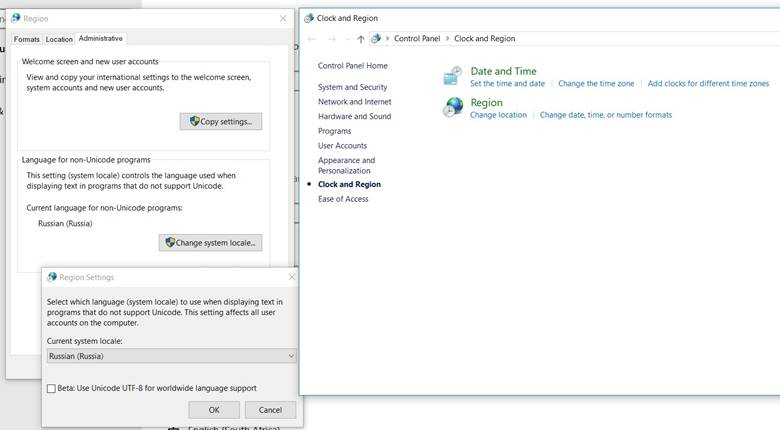 Region
Formats
Location
Administrative
Welcome screen and new user accounts
View and copy your international settings to the welcome screen,
system accounts and new user accounts.
Copy settings...
Language for non-Unicode programs
This setting (system locale) controls the language used when
displaying text in programs that do not support Unicode.
Current language for non-Unicode programs:
Russian (Russia)
Change system locale...
Region Settings
Select which language (system locale) to use when displaying text in
programs that do not support Unicode. This setting affects all user
accounts on the computer.
Current system locale:
Russian (Russia)
Beta: Use Unicode UTF-8 for worldwide language support
OK
Cancel
Clock and Region
Control Panel
Clock and Region
Control Panel Home
System and Security
Network and Internet
Hardware and Sound
Programs
User Accounts
Appearance and
Personalization
Clock and Region
Ease of Access
Date and Time
Set the time and date
Change the time zone
Add clocks for different time zones
Region
Change location
Change date, time, or number formats
English (South Africa)